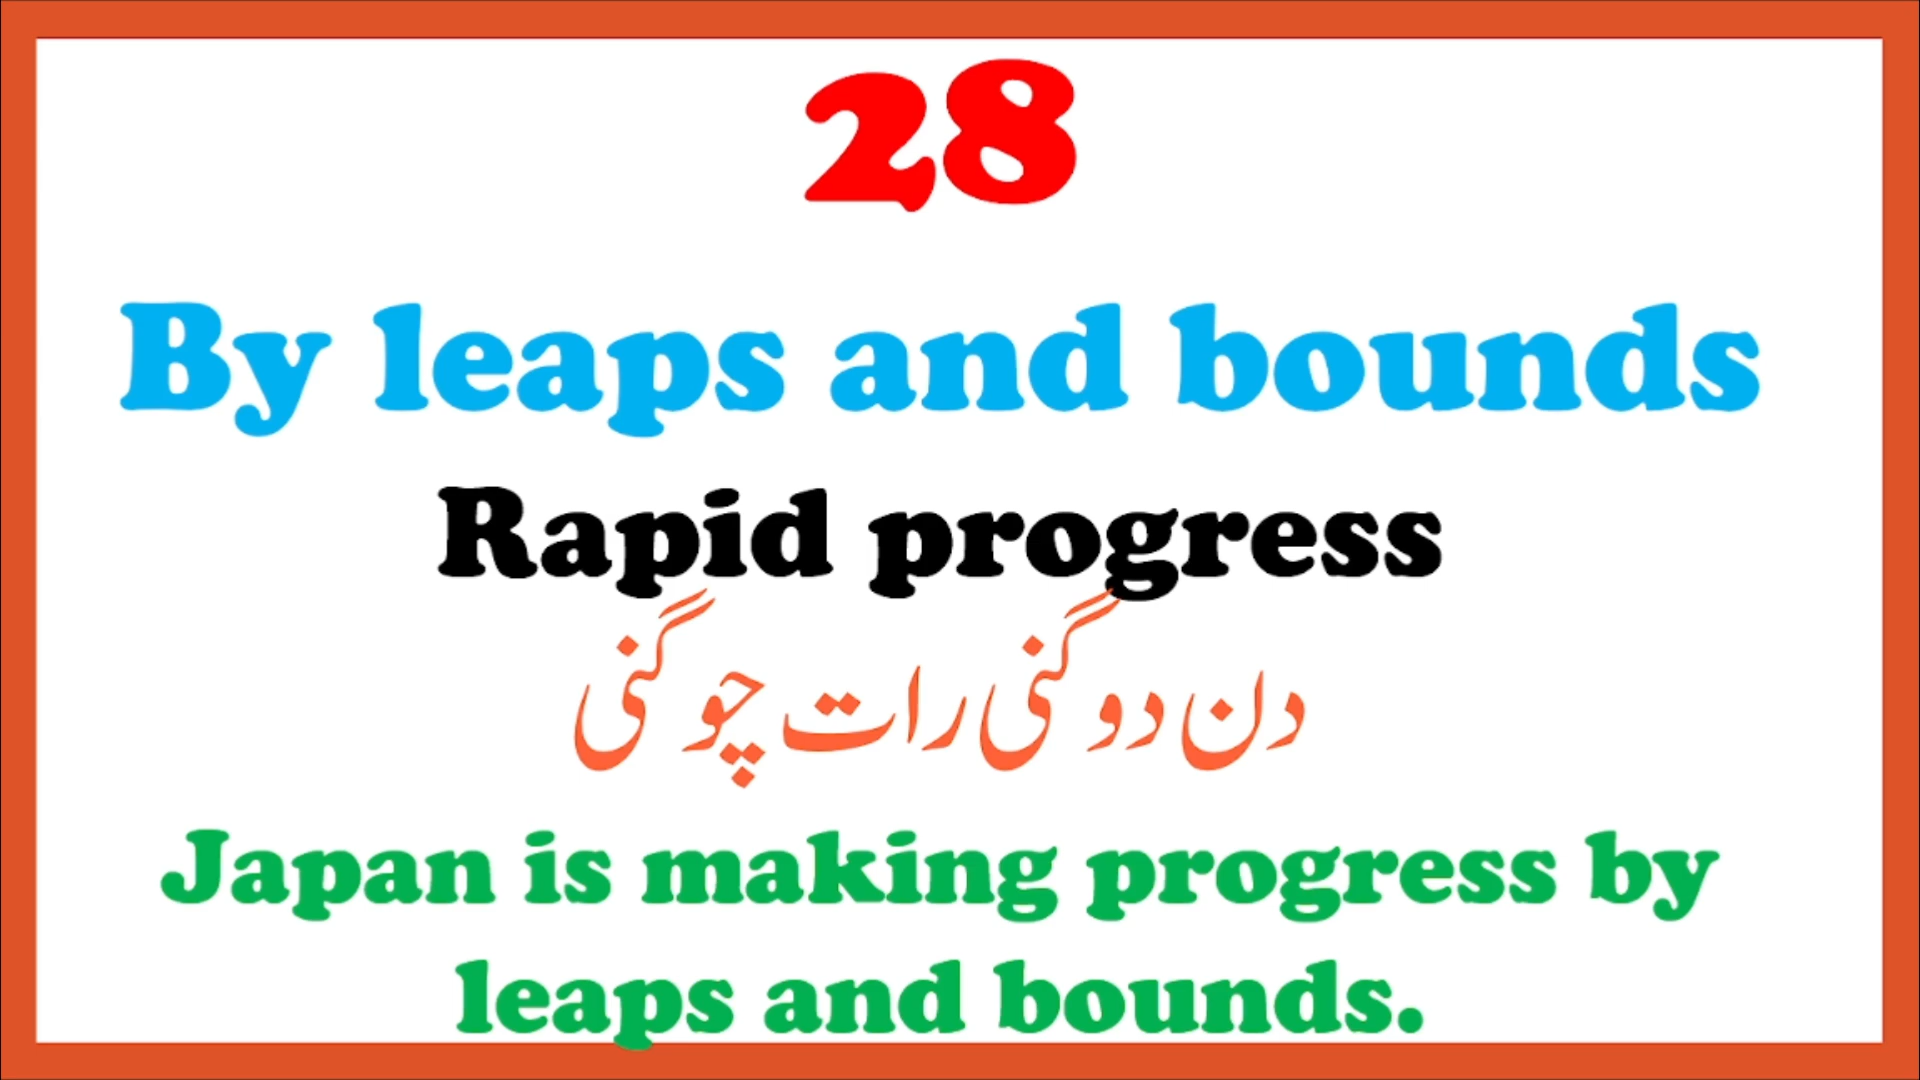 28
By leaps and bounds
Rapid progress
دن دوگنی رات چوگنی
Japan is making progress by
leaps and bounds.